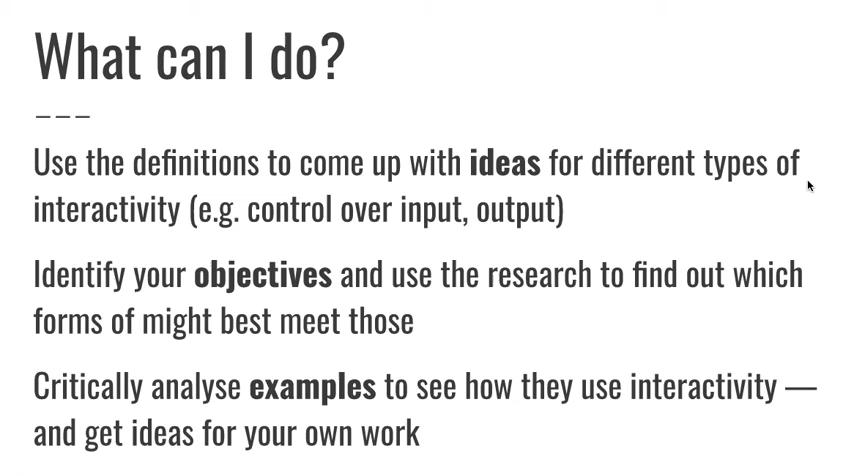 What can I do?
Use the definitions to come up with ideas for different types of
interactivity (e.g. control over input, output)
Identify your objectives and use the research to find out which
forms of might best meet those
Critically analyse examples to see how they use interactivity —
and get ideas for your own work